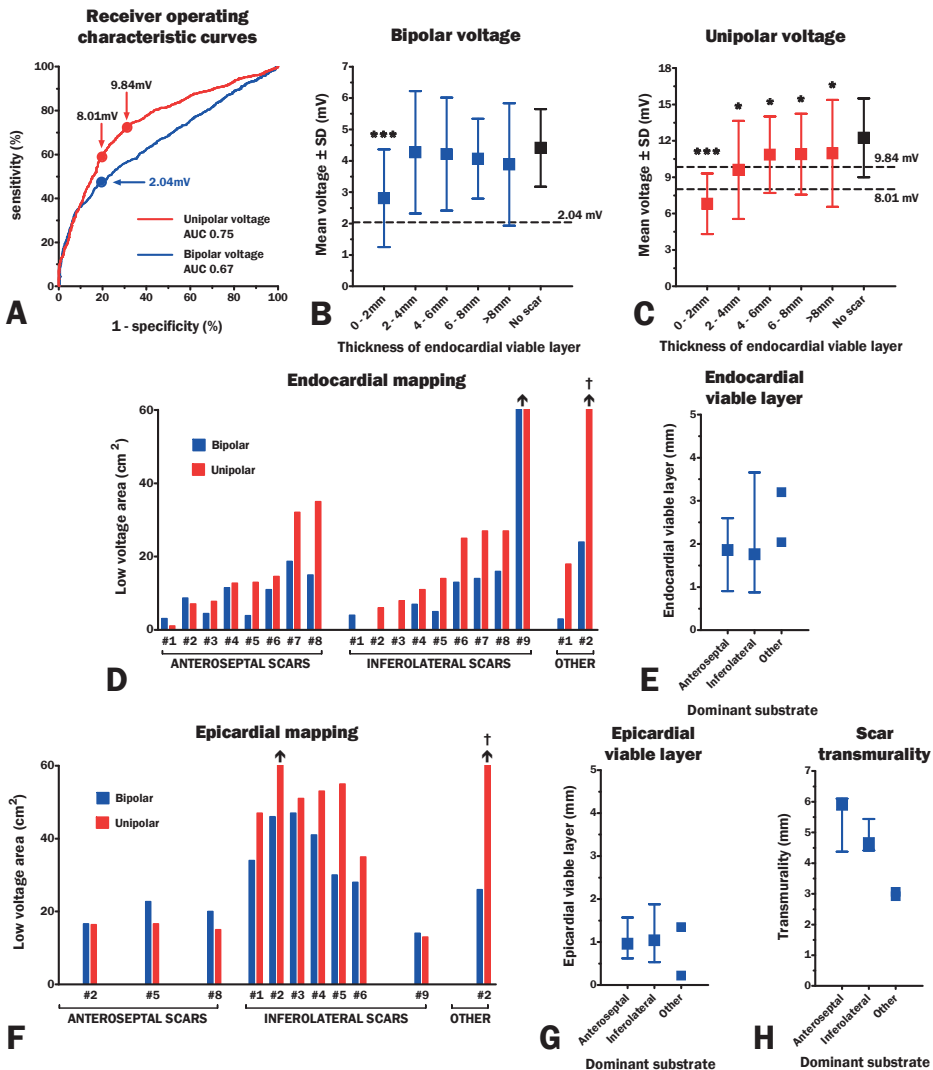 Receiver operating
characteristic curves
100
80
60
40
20
0
sensitivity (%)
9.84mV
8.01mV
2.04mV
Unipolar voltage
AUC 0.75
Bipolar voltage
AUC 0.67
0 20 40 60 80 100
1 - specificity (%)
A
Bipolar voltage
7
6
5
4
3
2
1
0
Mean voltage ± SD (mV)
***
2.04 mV
0 - 2mm
2 - 4mm
4 - 6mm
6 - 8mm
>8mm
No scar
Thickness of endocardial viable layer
B
Unipolar voltage
18
15
12
9
6
3
0
Mean voltage ± SD (mV)
*** * * * *
9.84 mV
8.01 mV
0 - 2mm
2 - 4mm
4 - 6mm
6 - 8mm
>8mm
No scar
Thickness of endocardial viable layer
C
Endocardial mapping
60
40
20
0
Low voltage area (cm 2)
Bipolar
Unipolar
†
#1 #2 #3 #4 #5 #6 #7 #8
#1 #2 #3 #4 #5 #6 #7 #8 #9
#1 #2
ANTEROSEPTAL SCARS
INFEROLATERAL SCARS
OTHER
D
Endocardial
viable layer
5
4
3
2
1
0
Endocardial viable layer (mm)
Anteroseptal
Inferolateral
Other
Dominant substrate
E
Epicardial mapping
60
40
20
0
Low voltage area (cm²)
Bipolar
Unipolar
†
#2 #5 #8
#1 #2 #3 #4 #5 #6 #9
#2
ANTEROSEPTAL SCARS
INFEROLATERAL SCARS
OTHER
F
Epicardial
viable layer
5
4
3
2
1
0
Epicardial viable layer (mm)
Anteroseptal
Inferolateral
Other
Dominant substrate
G
Scar
transmurality
7
6
5
4
3
2
1
0
Transmurality (mm)
Anteroseptal
Inferolateral
Other
Dominant substrate
H